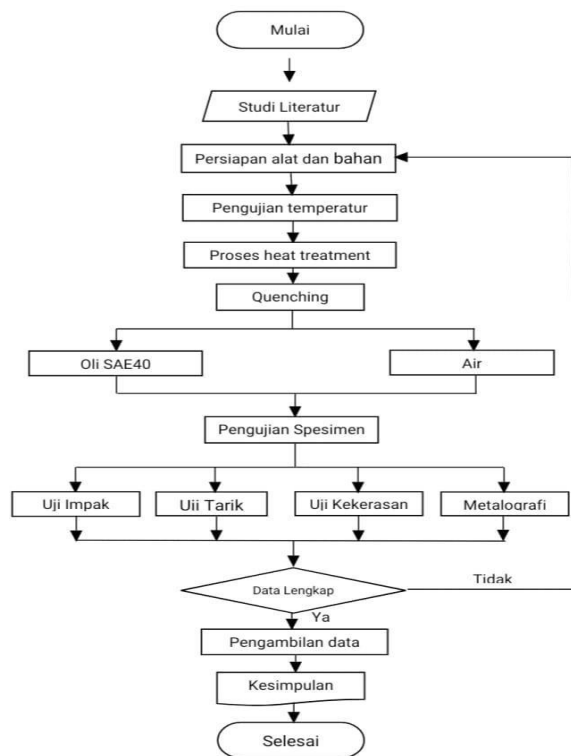 Mulai
Studi Literatur
Persiapan alat dan bahan
Pengujian temperatur
Proses heat treatment
Quenching
Oli SAE40
Air
Pengujian Spesimen
Uji Impak
Uji Tarik
Uji Kekerasan
Metalografi
Data Lengkap
Tidak
Ya
Pengambilan data
Kesimpulan
Selesai